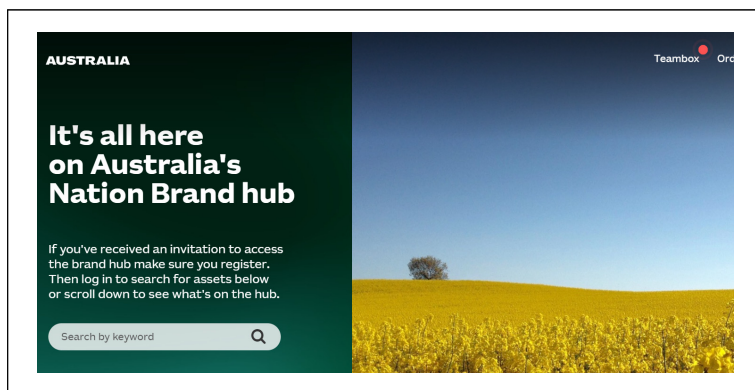 AUSTRALIA
Teambox Ord
It's all here
on Australia's
Nation Brand hub
If you've received an invitation to access
the brand hub make sure you register.
Then log in to search for assets below
or scroll down to see what's on the hub.
Search by keyword